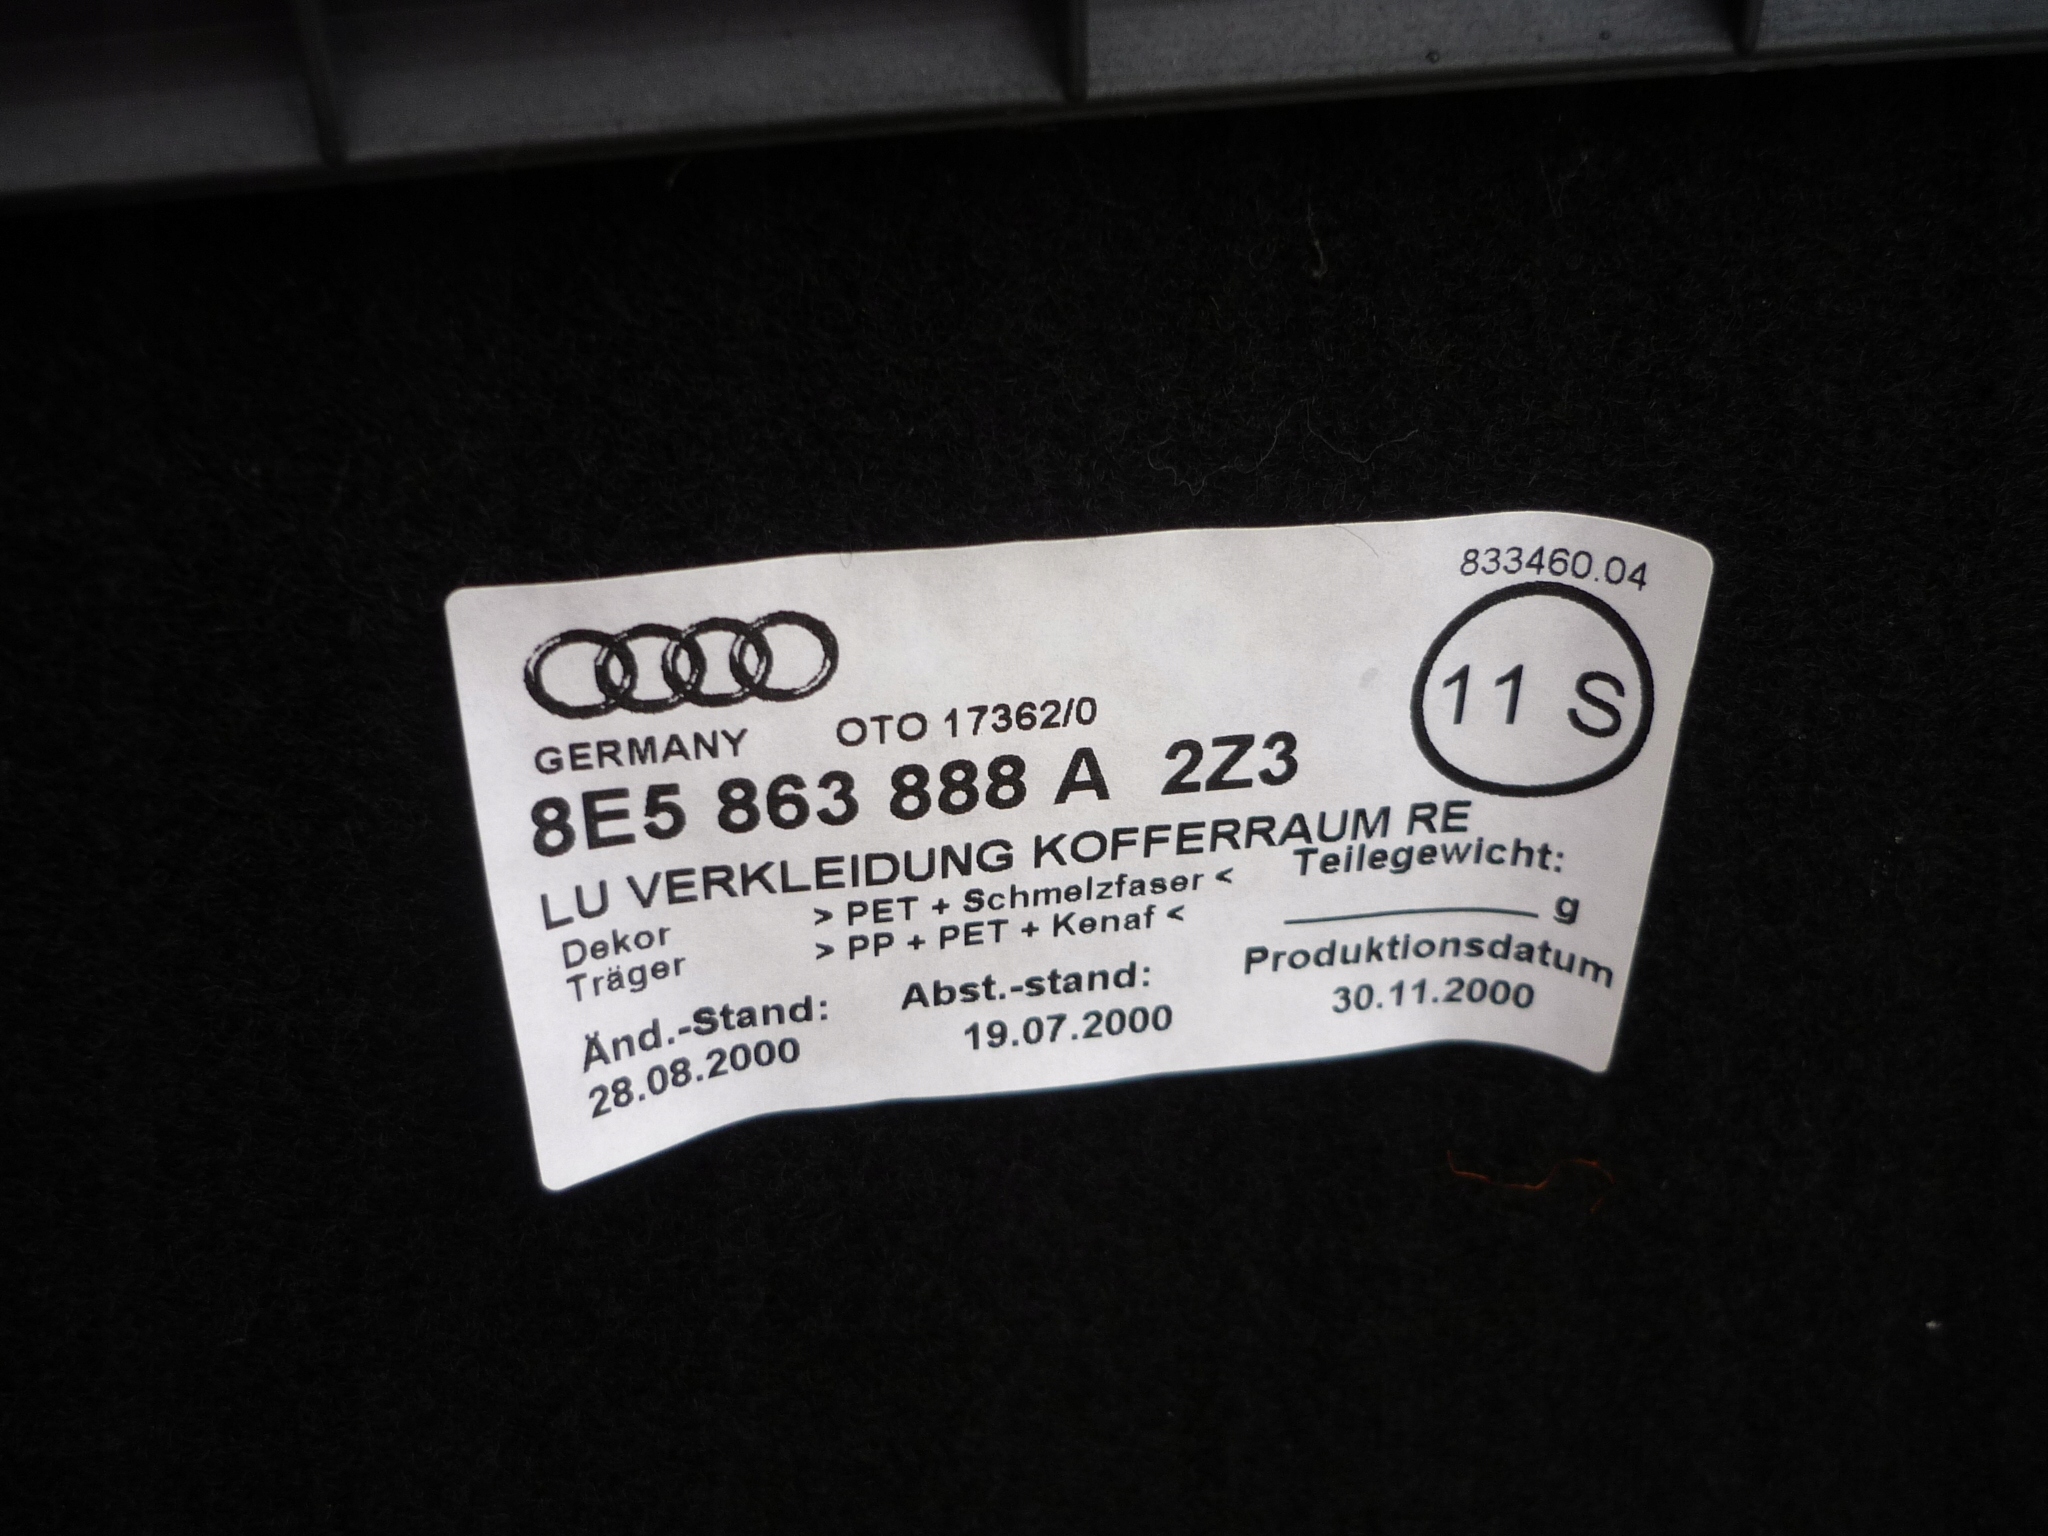 833460.04
11 S
GERMANY OTO 17362/0
8E5 863 888 A 2Z3
LU VERKLEIDUNG KOFFERRAUM RE
Dekor > PET + Schmelzfaser <
Träger > PP + PET + Kenaf <
Teilegewicht:
g
Änd.-Stand: Abst.-stand: Produktionsdatum
28.08.2000 19.07.2000 30.11.2000